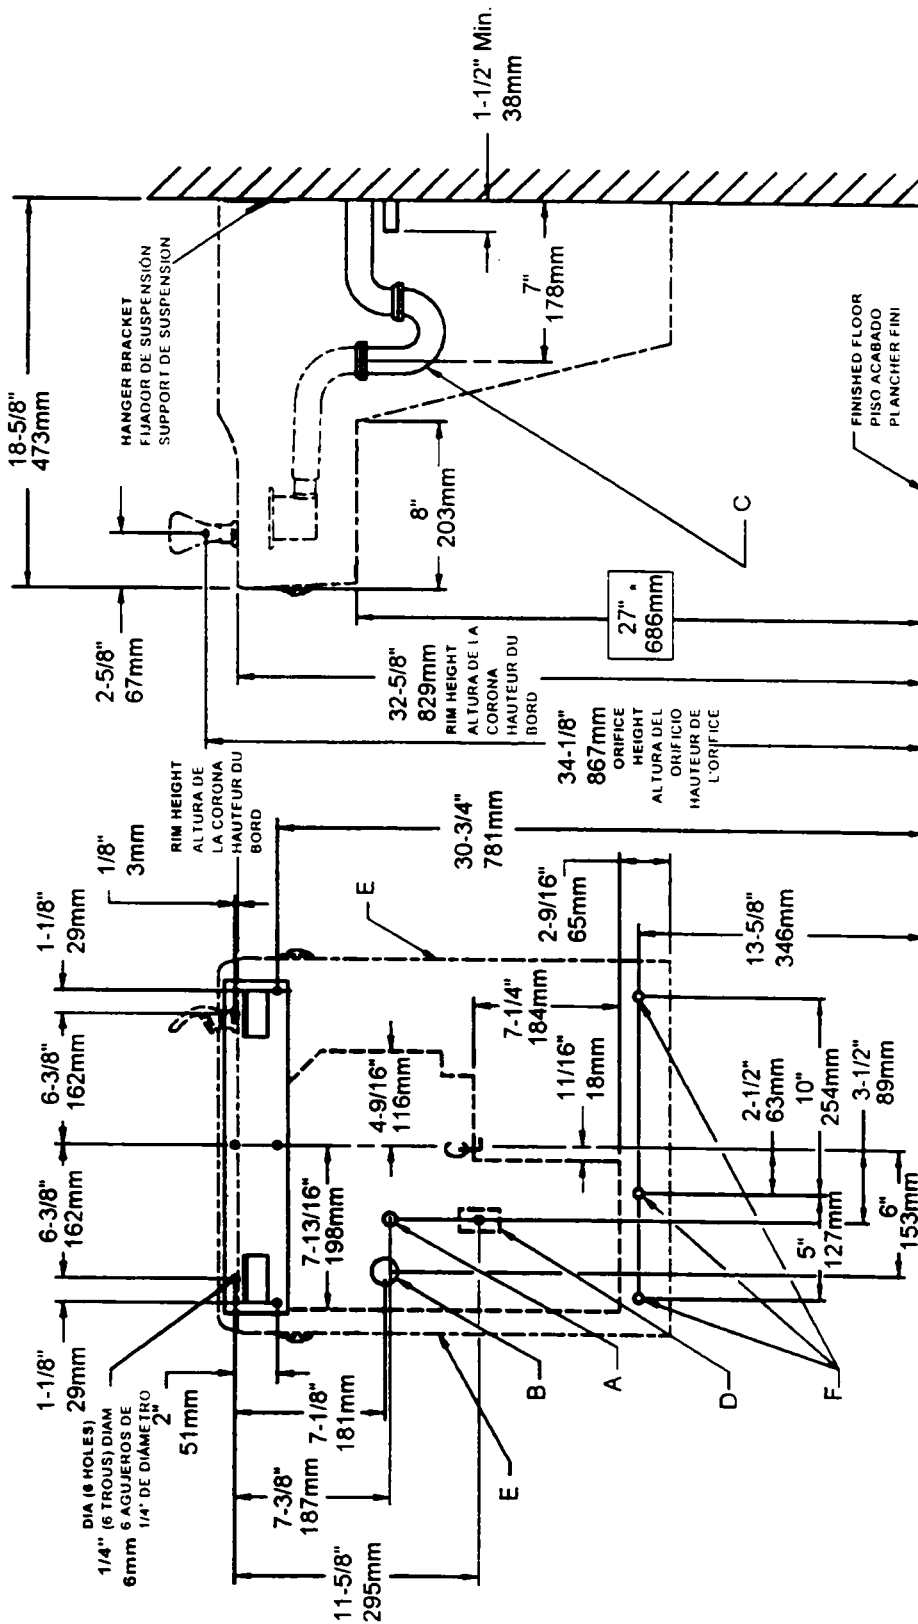 18-5/8"
473mm
HANGER BRACKET
FIJADOR DE SUSPENSIÓN
SUPPORT DE SUSPENSION
1-1/2" Min.
38mm
2-5/8"
67mm
7"
178mm
8"
203mm
C
FINISHED FLOOR
PISO ACABADO
PLANCHER FINI
27" *
686mm
32-5/8"
829mm
RIM HEIGHT
ALTURA DE LA
CORONA
HAUTEUR DU
BORD
34-1/8"
867mm
ORIFICE
HEIGHT
ALTURA DEL
ORIFICIO
HAUTEUR DE
L'ORIFICE
RIM HEIGHT
ALTURA DE
LA CORONA
HAUTEUR DU
BORD
1/8"
3mm
30-3/4"
781mm
1-1/8"
29mm
6-3/8"
162mm
6-3/8"
162mm
1-1/8"
29mm
E
2-9/16"
65mm
13-5/8"
346mm
7-1/4"
184mm
4-9/16"
116mm
11/16"
18mm
7-13/16"
198mm
2-1/2"
63mm
10"
254mm
3-1/2"
89mm
5"
127mm
6"
153mm
DIA (6 HOLES)
1/4" (6 TROUS) DIAM
6mm 6 AGUJEROS DE
1/4" DE DIÁMETRO
2"
51mm
7-1/8"
181mm
7-3/8"
187mm
11-5/8"
295mm
E
B
A
D
F